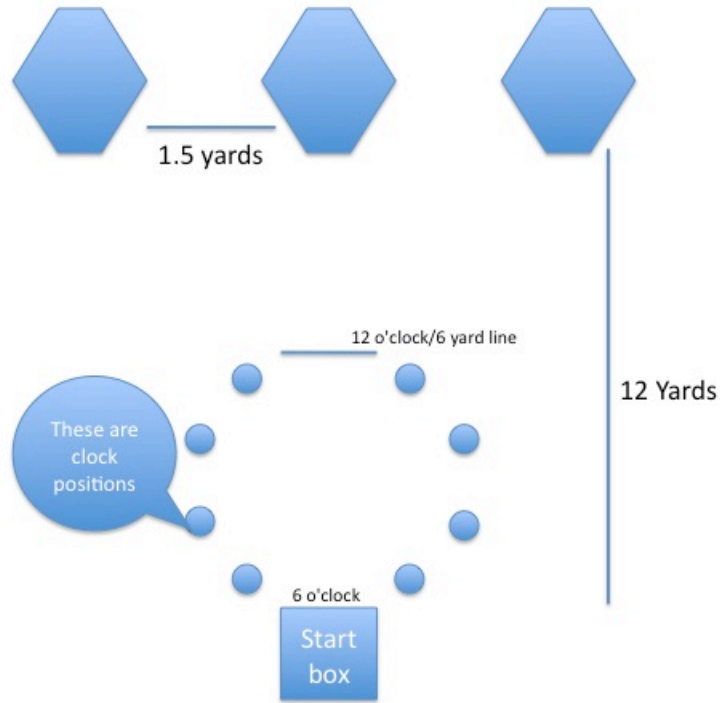 1.5 yards
12 o'clock/6 yard line
12 Yards
These are
clock
positions
6 o'clock
Start
box